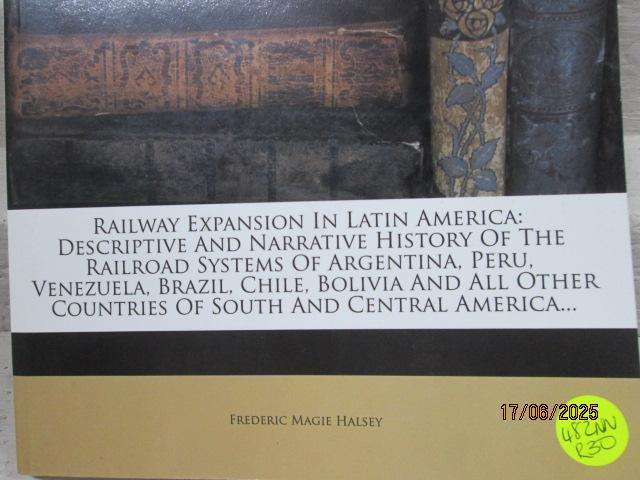 Railway Expansion In Latin America:
Descriptive And Narrative History Of The
Railroad Systems Of Argentina, Peru,
Venezuela, Brazil, Chile, Bolivia And All Other
Countries Of South And Central America...
Frederic Magie Halsey
17/06/2025
482NN
R30